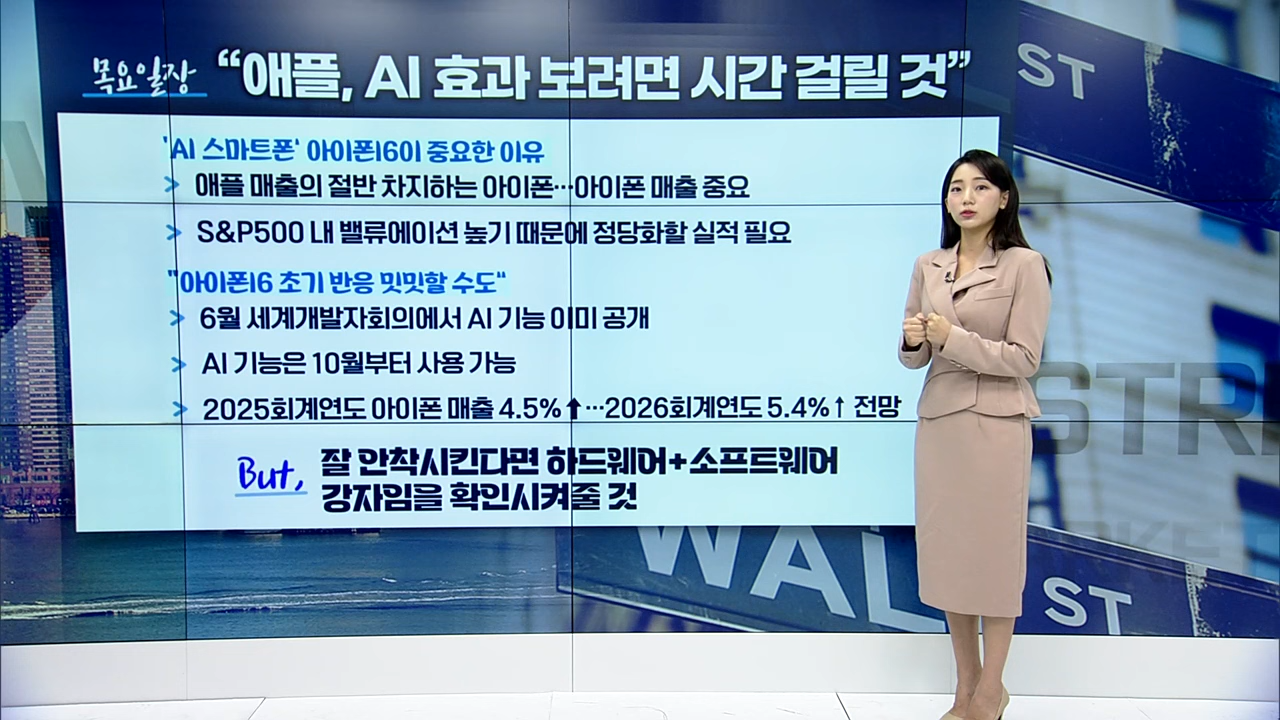 목요일장 “애플, AI 효과 보려면 시간 걸릴 것”
ST
'AI 스마트폰' 아이폰16이 중요한 이유
> 애플 매출의 절반 차지하는 아이폰…아이폰 매출 중요
> S&P500 내 밸류에이션 높기 때문에 정당화할 실적 필요
"아이폰16 초기 반응 밋밋할 수도"
> 6월 세계개발자회의에서 AI 기능 이미 공개
> AI 기능은 10월부터 사용 가능
> 2025회계연도 아이폰 매출 4.5%↑…2026회계연도 5.4%↑ 전망
But, 잘 안착시킨다면 하드웨어+소프트웨어
강자임을 확인시켜줄 것
STR
WALL
ST